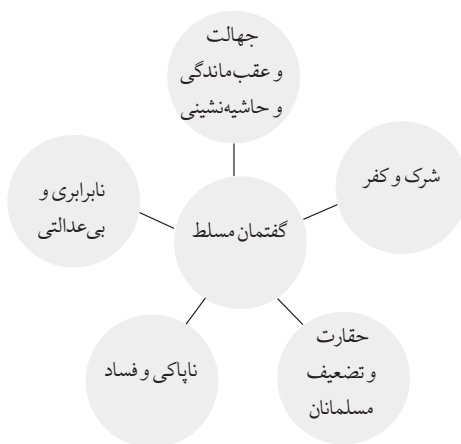 جهالت
و عقب‌ماندگی
و حاشیه‌نشینی
شرک و کفر
نابرابری و
بی‌عدالتی
گفتمان مسلط
حقارت
و تضعیف
مسلمانان
ناپاکی و فساد